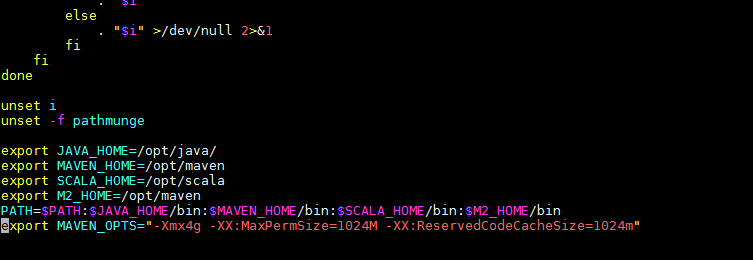 . "$i"
else
. "$i" >/dev/null 2>&1
fi
fi
done
unset i
unset -f pathmunge
export JAVA_HOME=/opt/java/
export MAVEN_HOME=/opt/maven
export SCALA_HOME=/opt/scala
export M2_HOME=/opt/maven
PATH=$PATH:$JAVA_HOME/bin:$MAVEN_HOME/bin:$SCALA_HOME/bin:$M2_HOME/bin
export MAVEN_OPTS="-Xmx4g -XX:MaxPermSize=1024M -XX:ReservedCodeCacheSize=1024m"